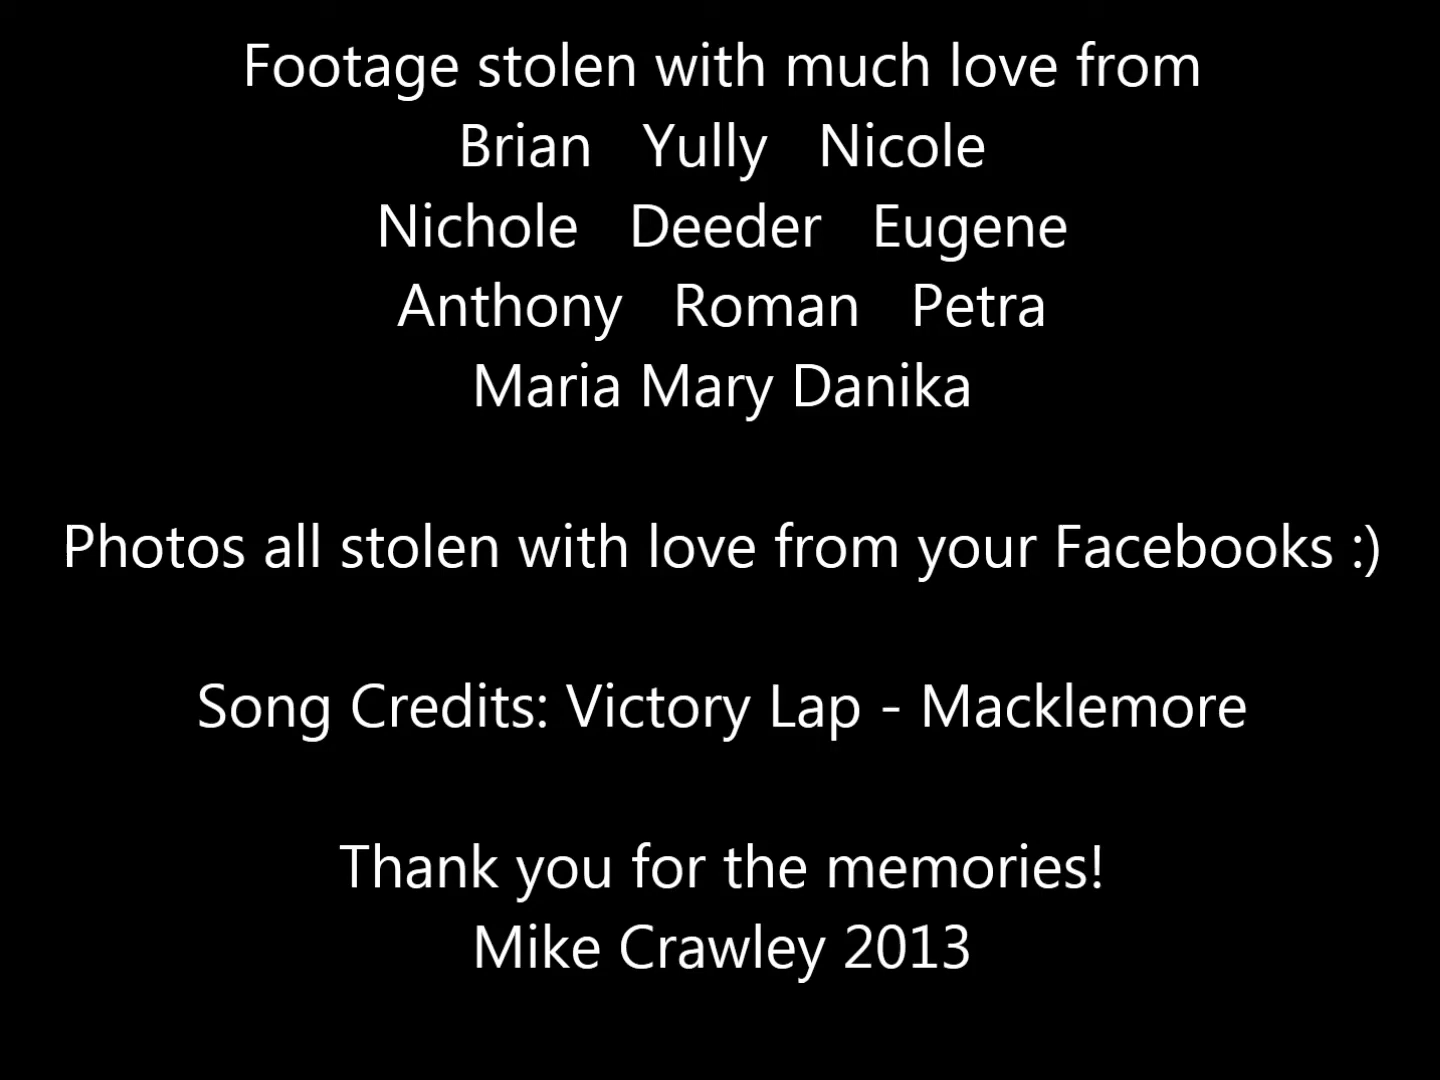 Footage stolen with much love from
Brian Yully Nicole
Nichole Deeder Eugene
Anthony Roman Petra
Maria Mary Danika
Photos all stolen with love from your Facebooks :)
Song Credits: Victory Lap - Macklemore
Thank you for the memories!
Mike Crawley 2013